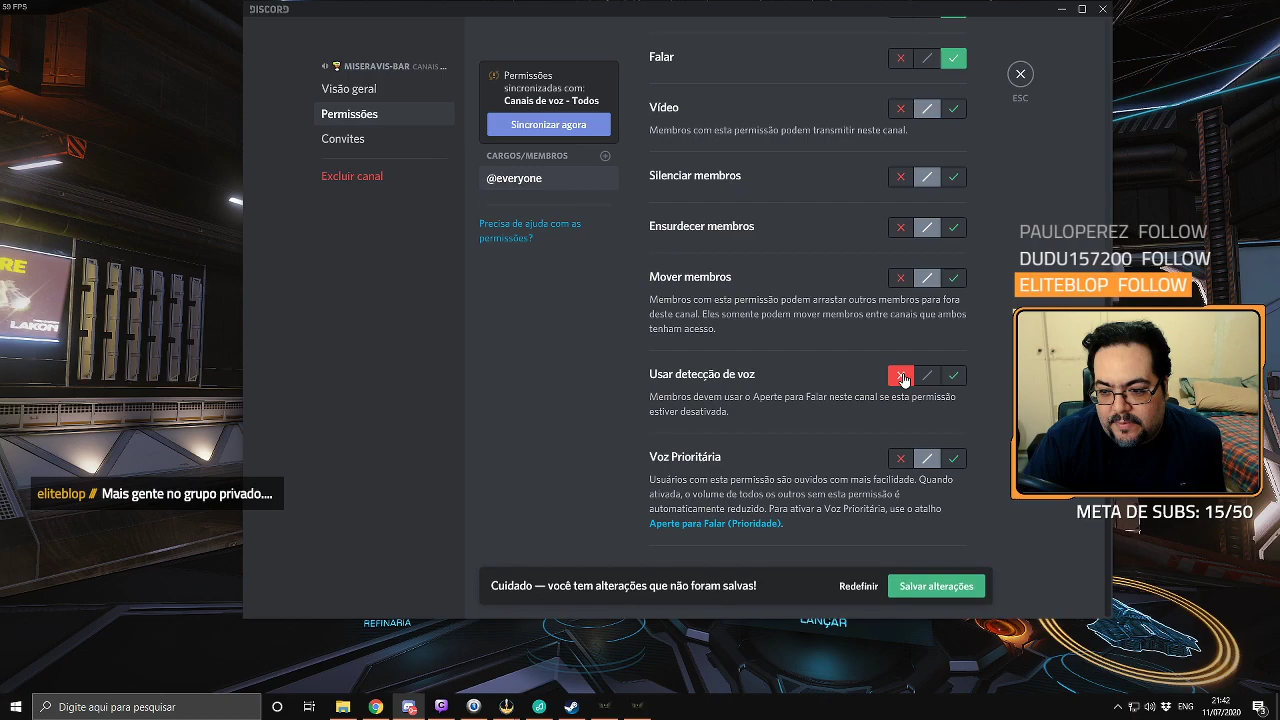 59 FPS
DISCORD
MISERAVIS-BAR CANAIS ...
Visão geral
Permissões
Convites
Excluir canal
Permissões
sincronizadas com:
Canais de voz - Todos
Sincronizar agora
CARGOS/MEMBROS
@everyone
Precisa de ajuda com as
permissões?
Falar
Vídeo
Membros com esta permissão podem transmitir neste canal.
Silenciar membros
Ensurdecer membros
Mover membros
Membros com esta permissão podem arrastar outros membros para fora
deste canal. Eles somente podem mover membros entre canais que ambos
tenham acesso.
Usar detecção de voz
Membros devem usar o Aperte para Falar neste canal se esta permissão
estiver desativada.
Voz Prioritária
Usuários com esta permissão são ouvidos com mais facilidade. Quando
ativada, o volume de todos os outros sem esta permissão é
automaticamente reduzido. Para ativar a Voz Prioritária, use o atalho
Aperte para Falar (Prioridade).
Cuidado — você tem alterações que não foram salvas!
Redefinir
Salvar alterações
ESC
PAULOPEREZ FOLLOW
DUDU157200 FOLLOW
ELITEBLOP FOLLOW
META DE SUBS: 15/50
RE
LAKON
eliteblop // Mais gente no grupo privado....
REFINARIA
LANÇAR
Digite aqui para pesquisar
ENG
21:42
11/07/2020